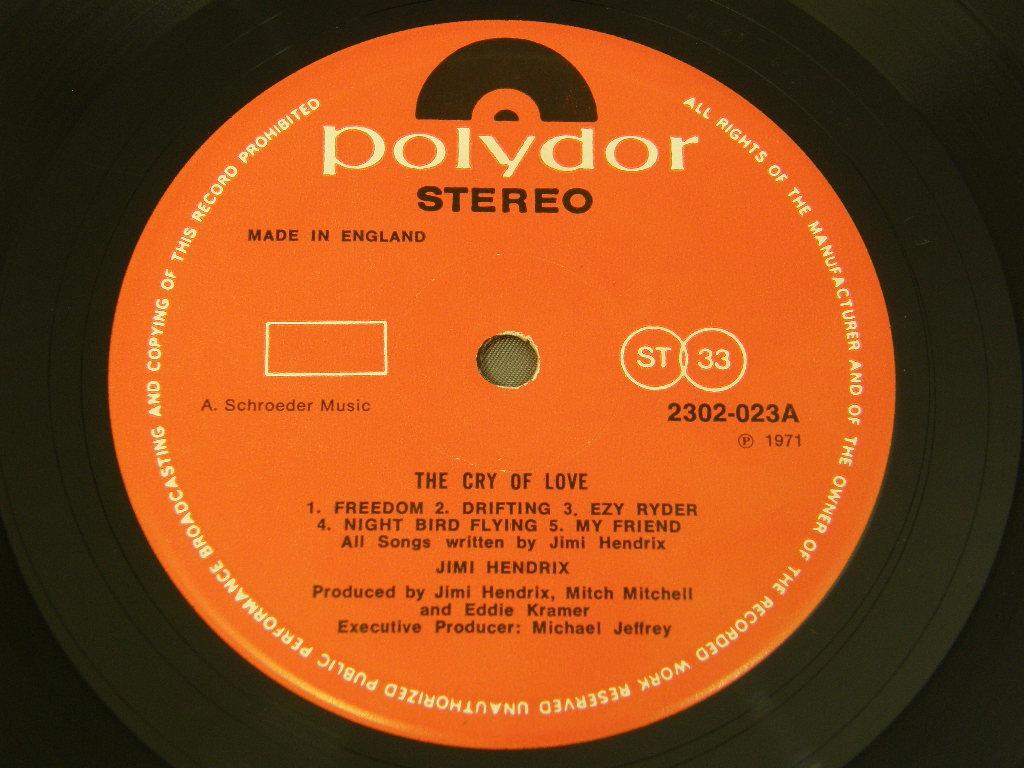 polydor
STEREO
MADE IN ENGLAND
ST 33
A. Schroeder Music
2302-023A
℗ 1971
THE CRY OF LOVE
1. FREEDOM 2. DRIFTING 3. EZY RYDER
4. NIGHT BIRD FLYING 5. MY FRIEND
All Songs written by Jimi Hendrix
JIMI HENDRIX
Produced by Jimi Hendrix, Mitch Mitchell
and Eddie Kramer
Executive Producer: Michael Jeffrey
ALL RIGHTS OF THE MANUFACTURER AND OF THE OWNER OF THE RECORDED WORK RESERVED UNAUTHORIZED PUBLIC PERFORMANCE BROADCASTING AND COPYING OF THIS RECORD PROHIBITED